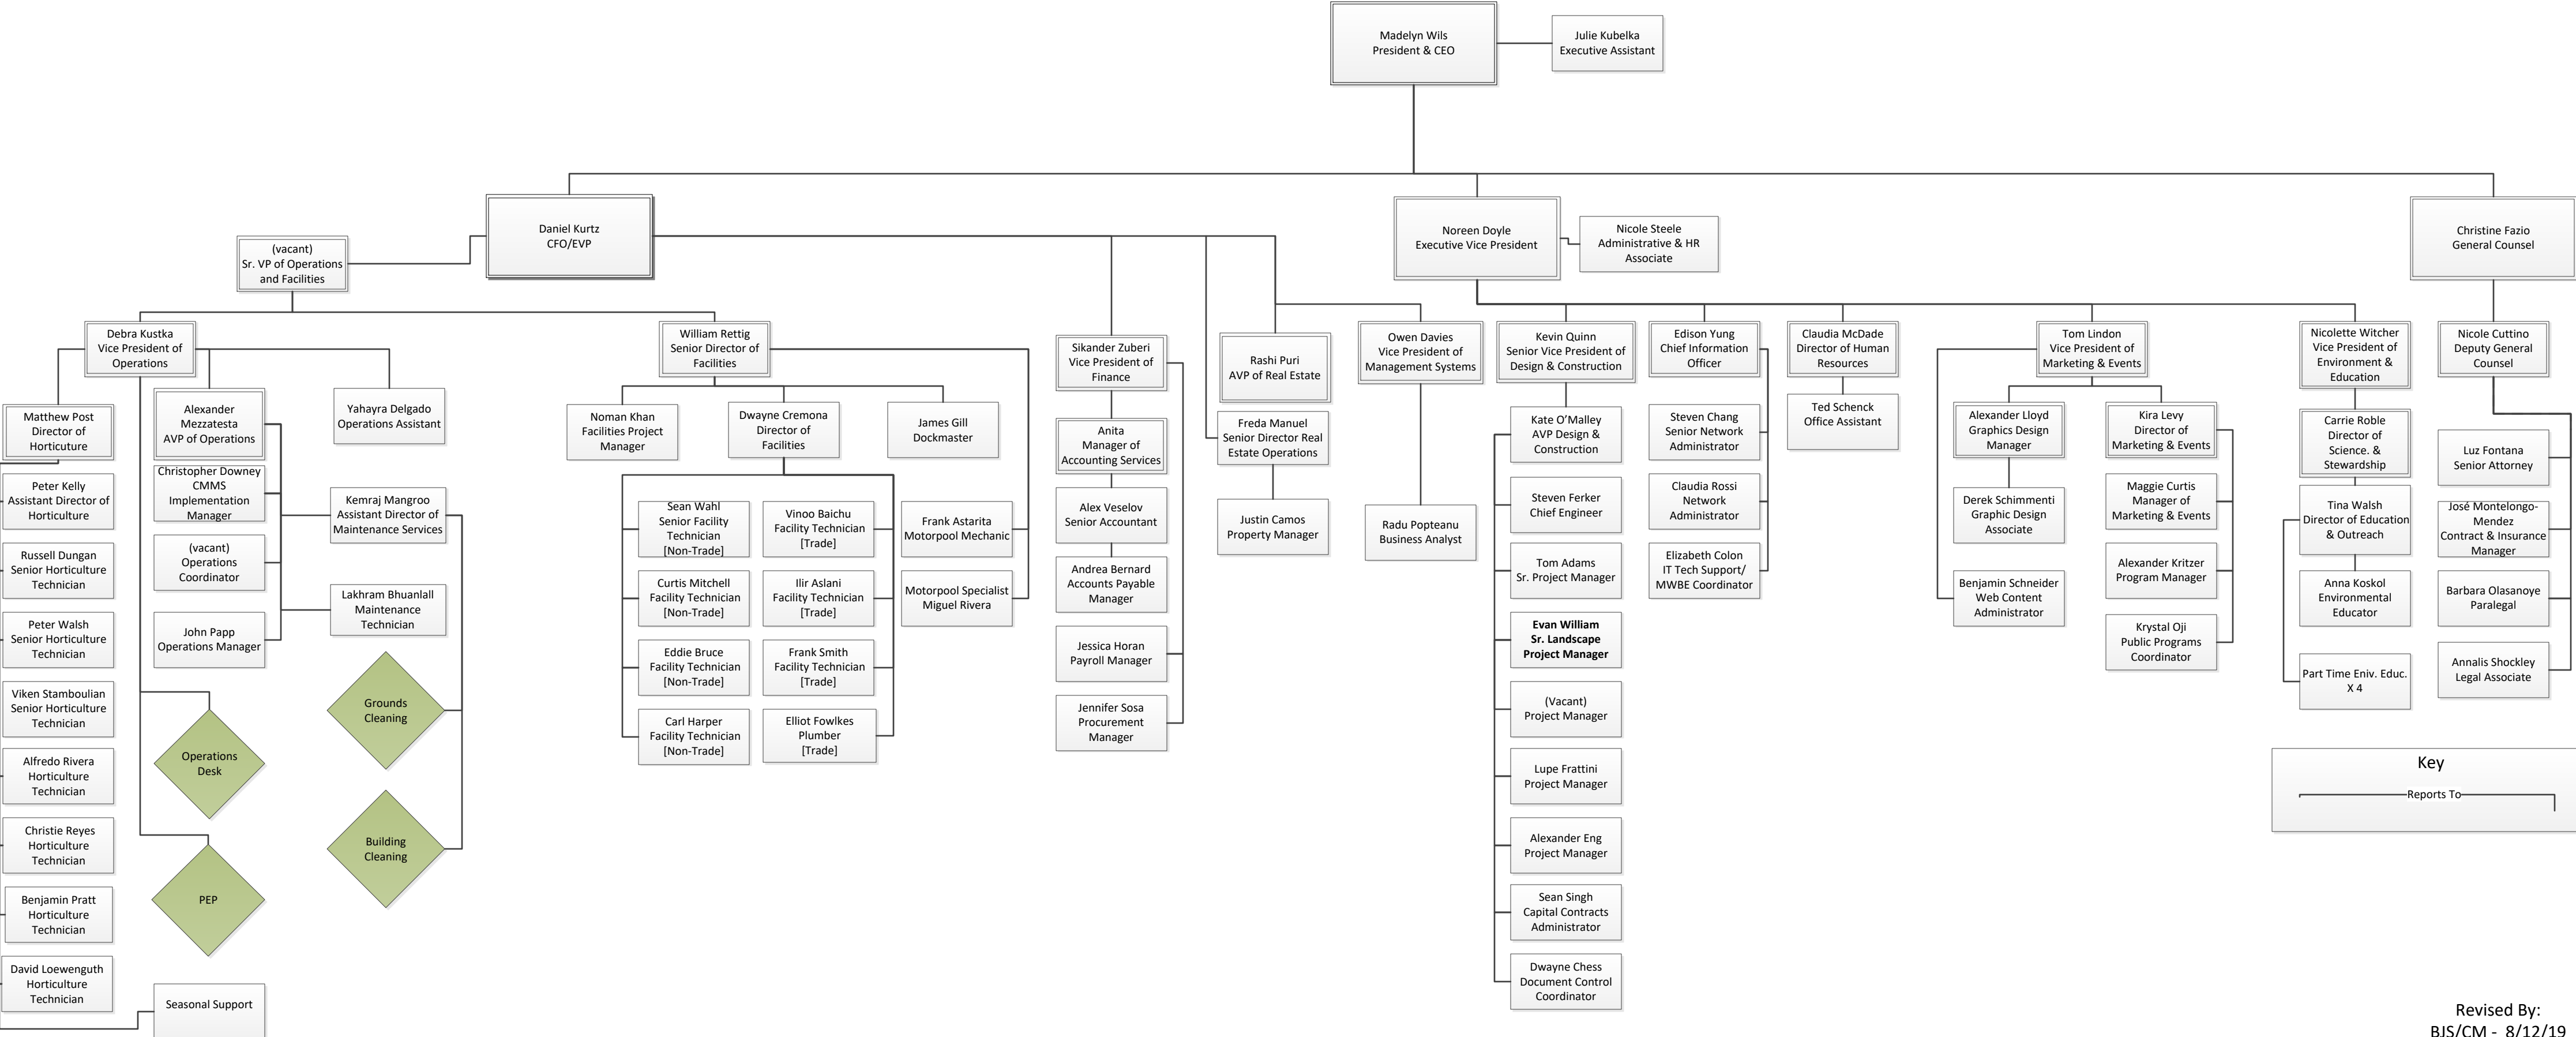 Madelyn Wils
President & CEO
Julie Kubelka
Executive Assistant
Daniel Kurtz
CFO/EVP
Noreen Doyle
Executive Vice President
Nicole Steele
Administrative & HR
Associate
Christine Fazio
General Counsel
(vacant)
Sr. VP of Operations
and Facilities
Debra Kustka
Vice President of
Operations
William Rettig
Senior Director of
Facilities
Sikander Zuberi
Vice President of
Finance
Rashi Puri
AVP of Real Estate
Owen Davies
Vice President of
Management Systems
Kevin Quinn
Senior Vice President of
Design & Construction
Edison Yung
Chief Information
Officer
Claudia McDade
Director of Human
Resources
Tom Lindon
Vice President of
Marketing & Events
Nicolette Witcher
Vice President of
Environment &
Education
Nicole Cuttino
Deputy General
Counsel
Matthew Post
Director of
Horticuture
Peter Kelly
Assistant Director of
Horticulture
Russell Dungan
Senior Horticulture
Technician
Peter Walsh
Senior Horticulture
Technician
Viken Stamboulian
Senior Horticulture
Technician
Alfredo Rivera
Horticulture
Technician
Christie Reyes
Horticulture
Technician
Benjamin Pratt
Horticulture
Technician
David Loewenguth
Horticulture
Technician
Alexander
Mezzatesta
AVP of Operations
Christopher Downey
CMMS
Implementation
Manager
(vacant)
Operations
Coordinator
John Papp
Operations Manager
Operations
Desk
PEP
Seasonal Support
Yahayra Delgado
Operations Assistant
Kemraj Mangroo
Assistant Director of
Maintenance Services
Lakhram Bhuanlall
Maintenance
Technician
Grounds
Cleaning
Building
Cleaning
Noman Khan
Facilities Project
Manager
Dwayne Cremona
Director of
Facilities
James Gill
Dockmaster
Sean Wahl
Senior Facility
Technician
[Non-Trade]
Curtis Mitchell
Facility Technician
[Non-Trade]
Eddie Bruce
Facility Technician
[Non-Trade]
Carl Harper
Facility Technician
[Non-Trade]
Vinoo Baichu
Facility Technician
[Trade]
Ilir Aslani
Facility Technician
[Trade]
Frank Smith
Facility Technician
[Trade]
Elliot Fowlkes
Plumber
[Trade]
Frank Astarita
Motorpool Mechanic
Motorpool Specialist
Miguel Rivera
Anita
Manager of
Accounting Services
Alex Veselov
Senior Accountant
Andrea Bernard
Accounts Payable
Manager
Jessica Horan
Payroll Manager
Jennifer Sosa
Procurement
Manager
Freda Manuel
Senior Director Real
Estate Operations
Justin Camos
Property Manager
Radu Popteanu
Business Analyst
Kate O’Malley
AVP Design &
Construction
Steven Ferker
Chief Engineer
Tom Adams
Sr. Project Manager
Evan William
Sr. Landscape
Project Manager
(Vacant)
Project Manager
Lupe Frattini
Project Manager
Alexander Eng
Project Manager
Sean Singh
Capital Contracts
Administrator
Dwayne Chess
Document Control
Coordinator
Steven Chang
Senior Network
Administrator
Claudia Rossi
Network
Administrator
Elizabeth Colon
IT Tech Support/
MWBE Coordinator
Ted Schenck
Office Assistant
Alexander Lloyd
Graphics Design
Manager
Derek Schimmenti
Graphic Design
Associate
Benjamin Schneider
Web Content
Administrator
Kira Levy
Director of
Marketing & Events
Maggie Curtis
Manager of
Marketing & Events
Alexander Kritzer
Program Manager
Krystal Oji
Public Programs
Coordinator
Carrie Roble
Director of
Science. &
Stewardship
Tina Walsh
Director of Education
& Outreach
Anna Koskol
Environmental
Educator
Part Time Eniv. Educ.
X 4
Luz Fontana
Senior Attorney
José Montelongo-
Mendez
Contract & Insurance
Manager
Barbara Olasanoye
Paralegal
Annalis Shockley
Legal Associate
Key
Reports To
Revised By:
BJS/CM - 8/12/19